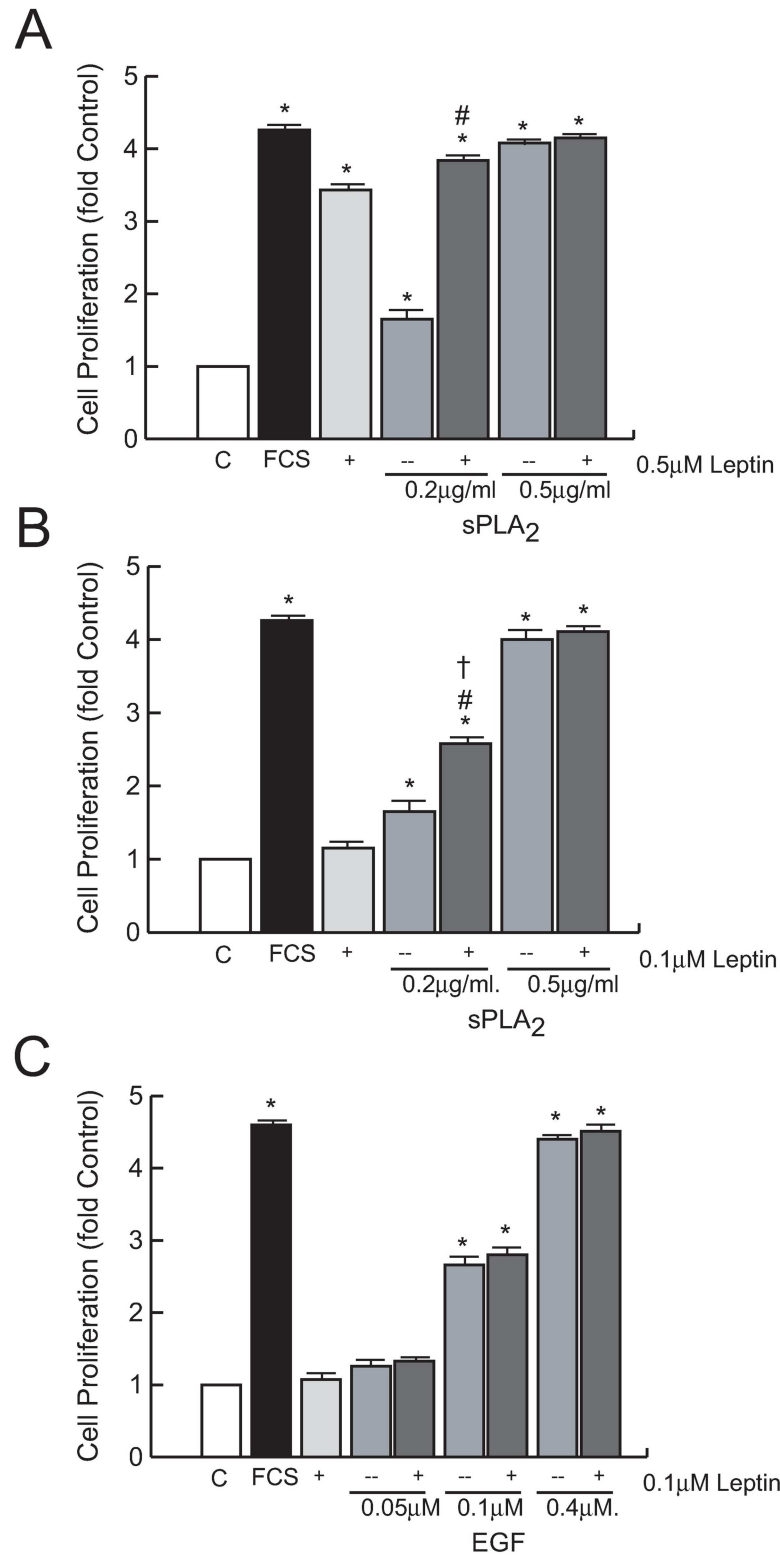 A
Cell Proliferation (fold Control)
5
4
3
2
1
0
*
*
*
#
*
*
*
C FCS + -- + -- + 0.5μM Leptin
0.2μg/ml 0.5μg/ml
sPLA2
B
Cell Proliferation (fold Control)
5
4
3
2
1
0
*
*
†
#
*
*
*
C FCS + -- + -- + 0.1μM Leptin
0.2μg/ml. 0.5μg/ml
sPLA2
C
Cell Proliferation (fold Control)
5
4
3
2
1
0
*
*
*
*
*
C FCS + -- + -- + -- + 0.1μM Leptin
0.05μM 0.1μM 0.4μM.
EGF